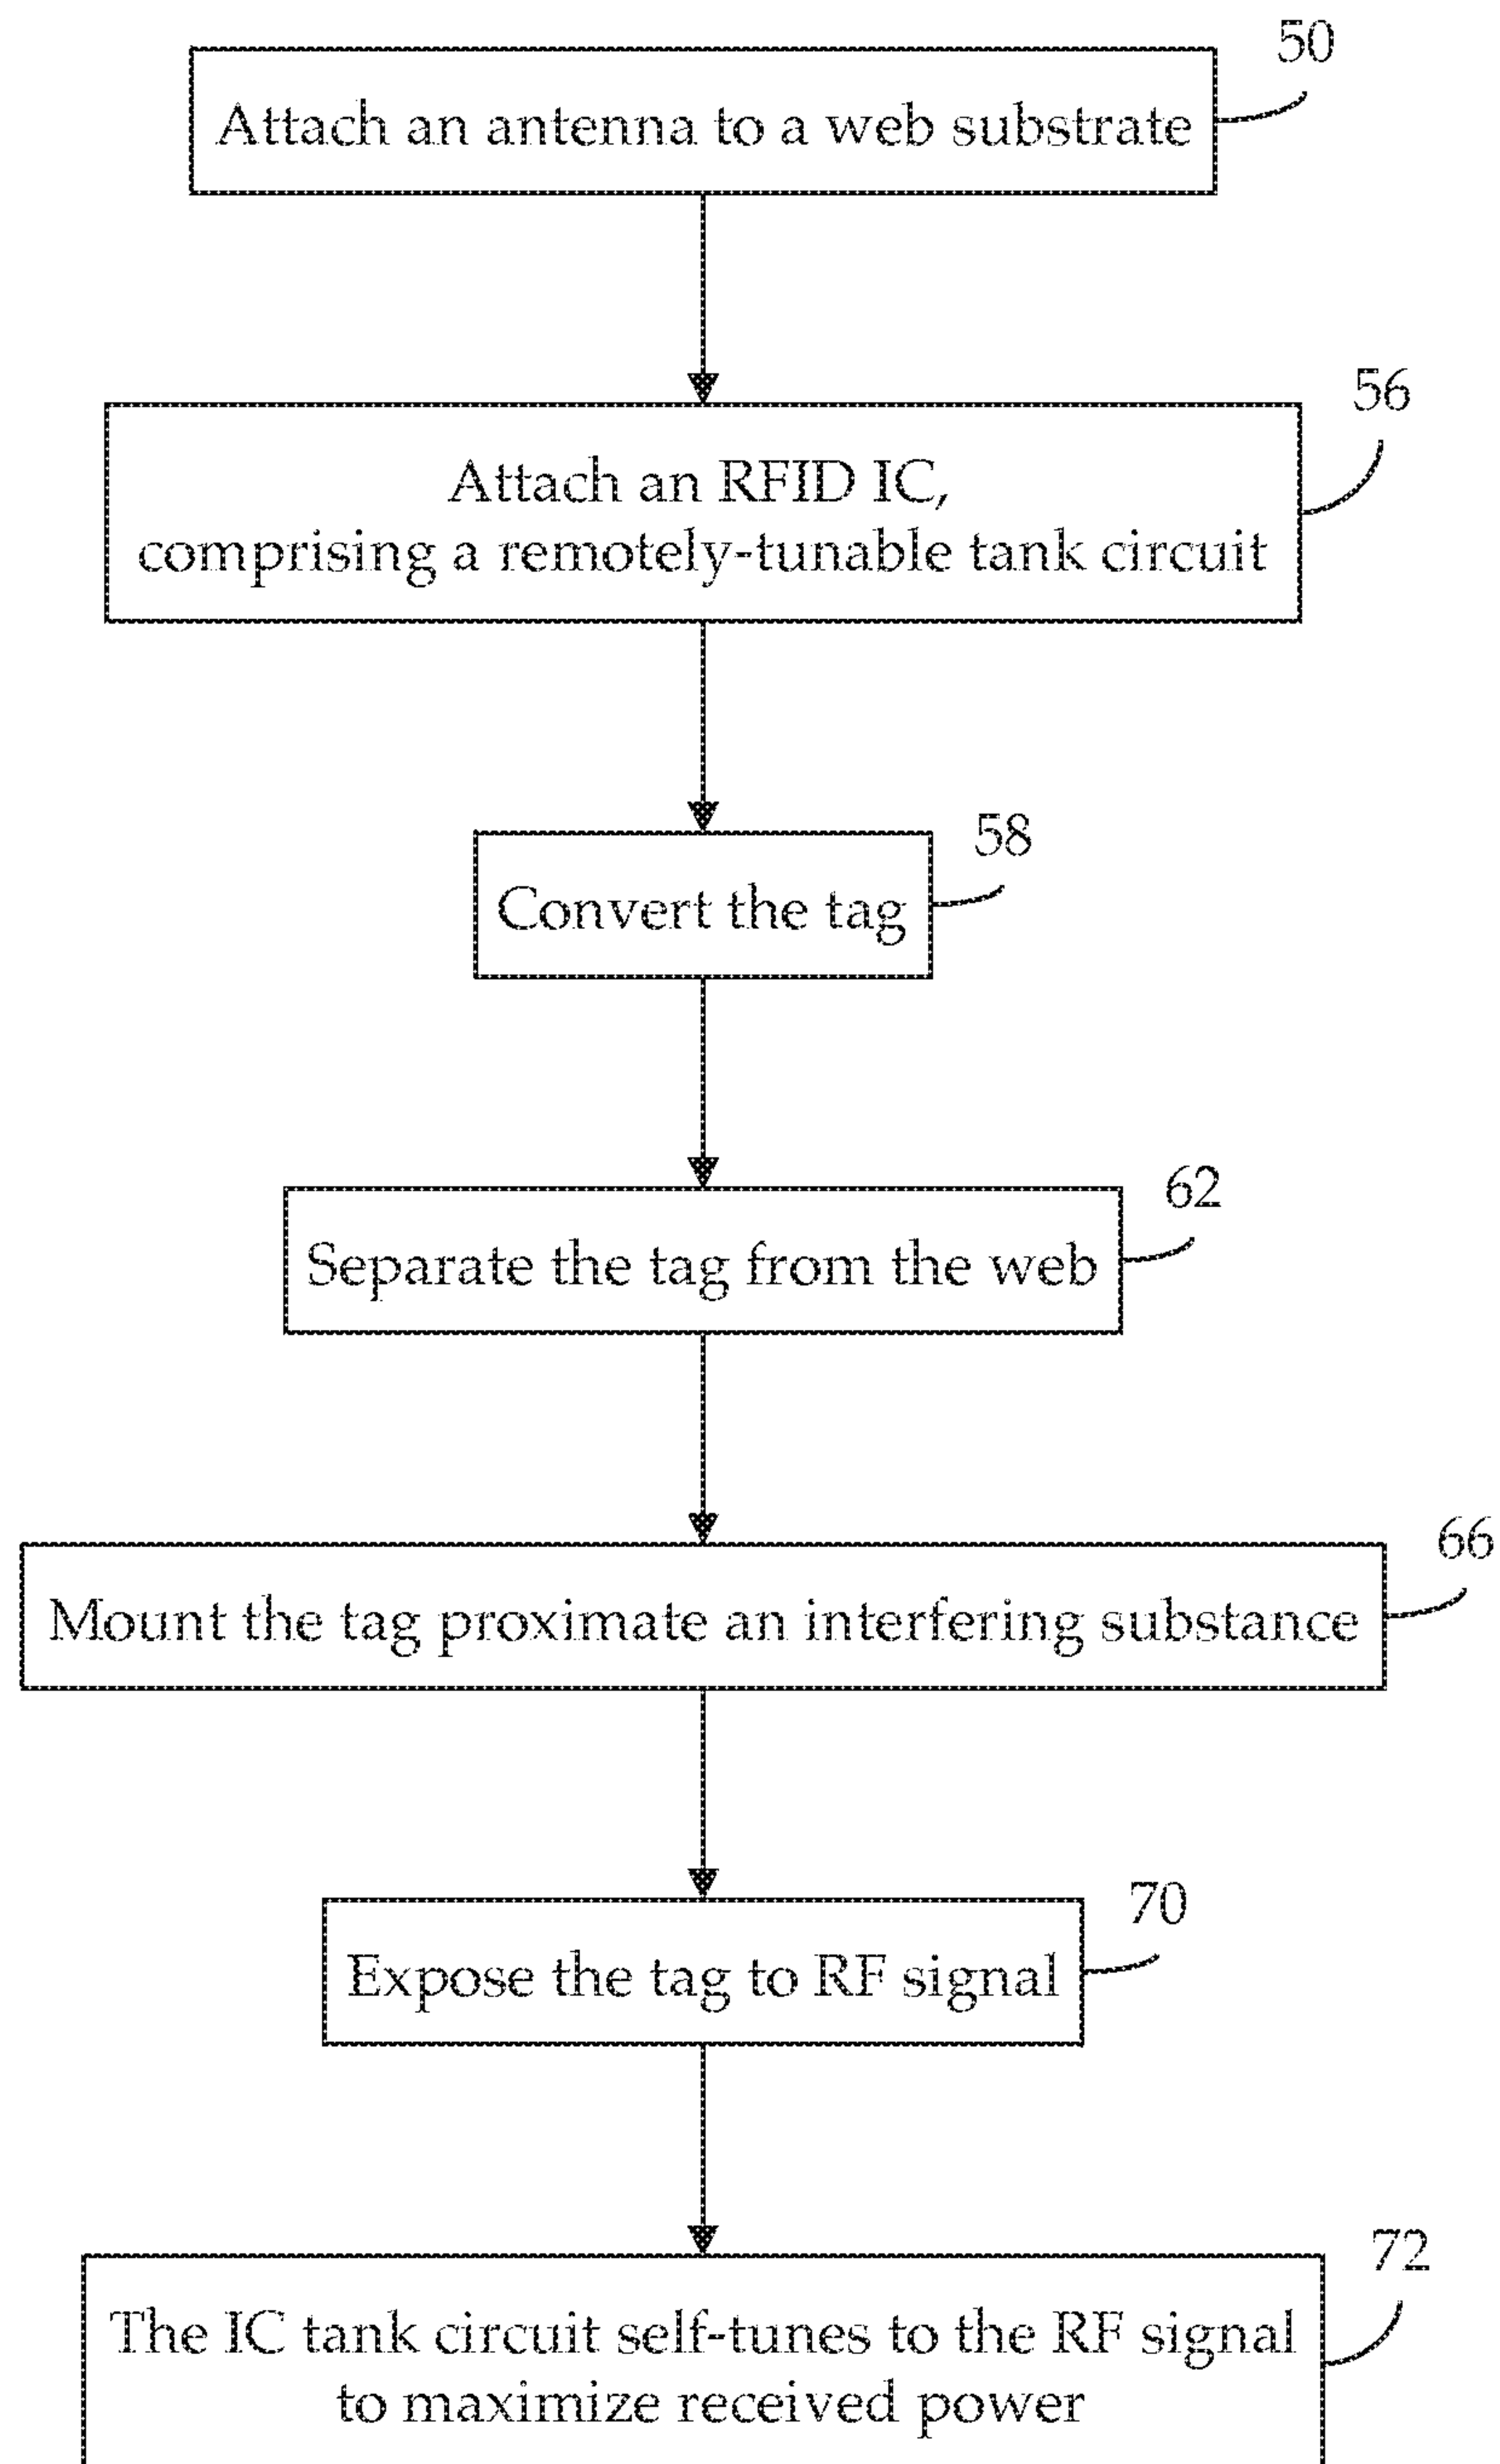 50
Attach an antenna to a web substrate
56
Attach an RFID IC,
comprising a remotely-tunable tank circuit
58
Convert the tag
62
Separate the tag from the web
66
Mount the tag proximate an interfering substance
70
Expose the tag to RF signal
72
The IC tank circuit self-tunes to the RF signal
to maximize received power